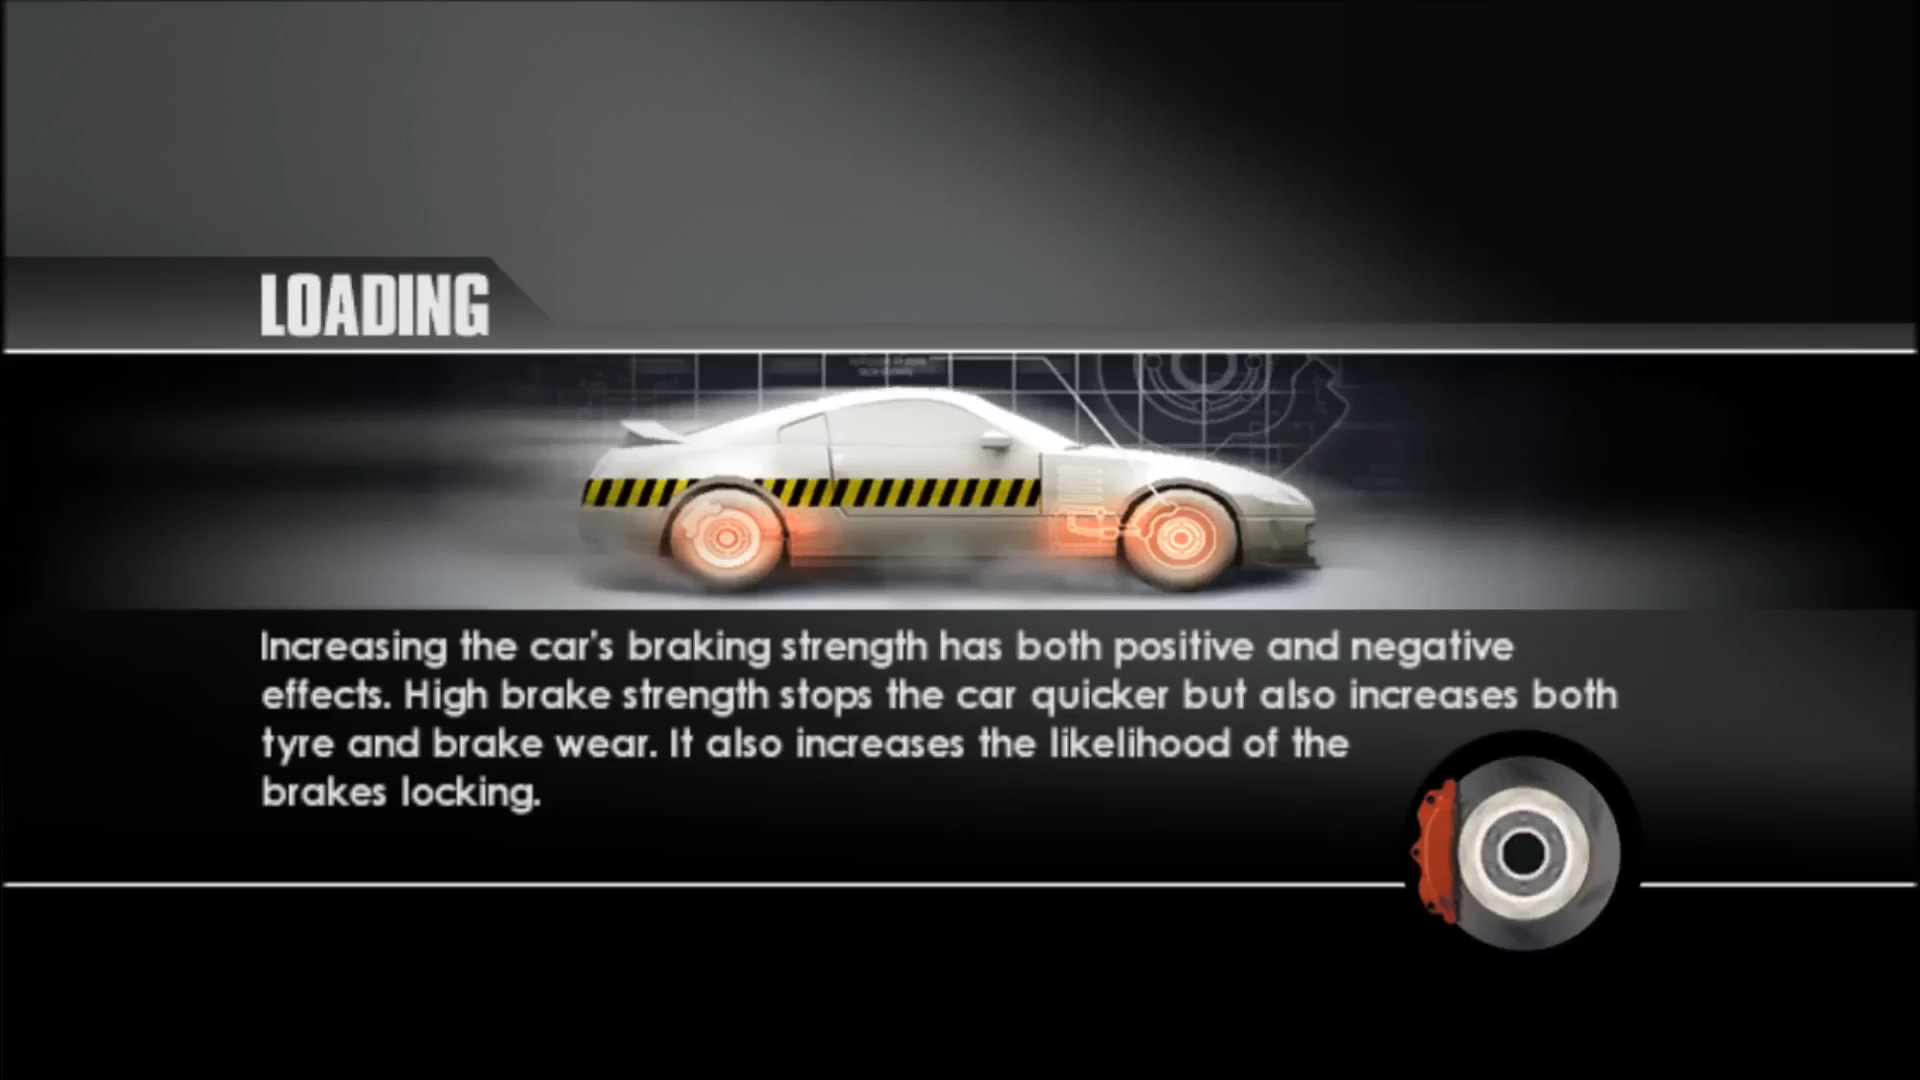 LOADING
Increasing the car's braking strength has both positive and negative
effects. High brake strength stops the car quicker but also increases both
tyre and brake wear. It also increases the likelihood of the
brakes locking.